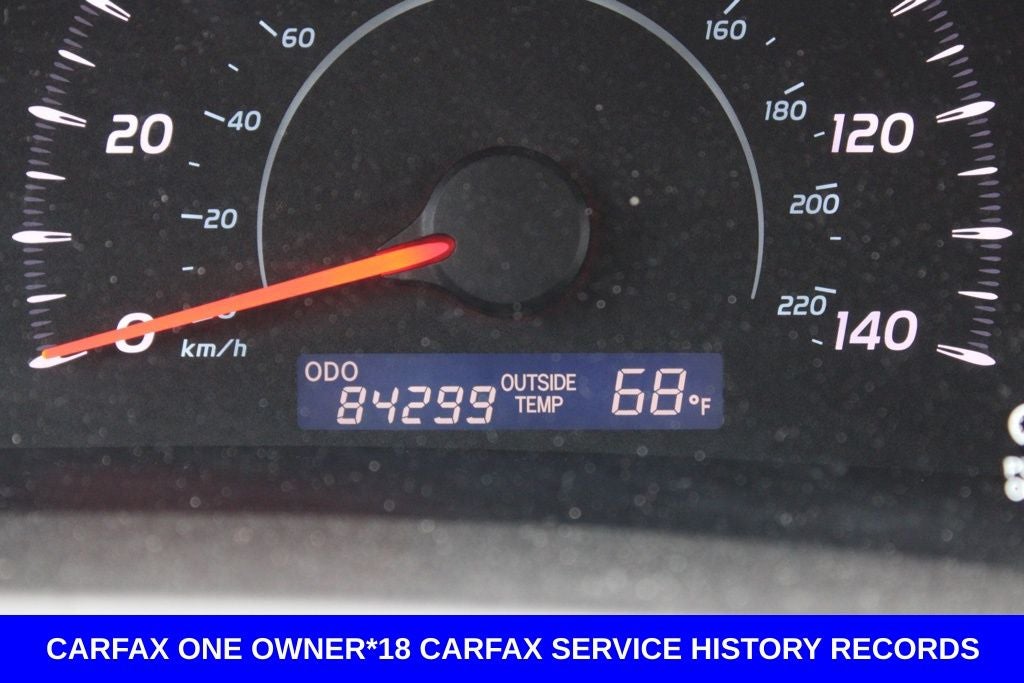 60
160
40
180
20
120
20
200
0
220
140
km/h
ODO
84299
OUTSIDE
TEMP
68°F
CARFAX ONE OWNER*18 CARFAX SERVICE HISTORY RECORDS